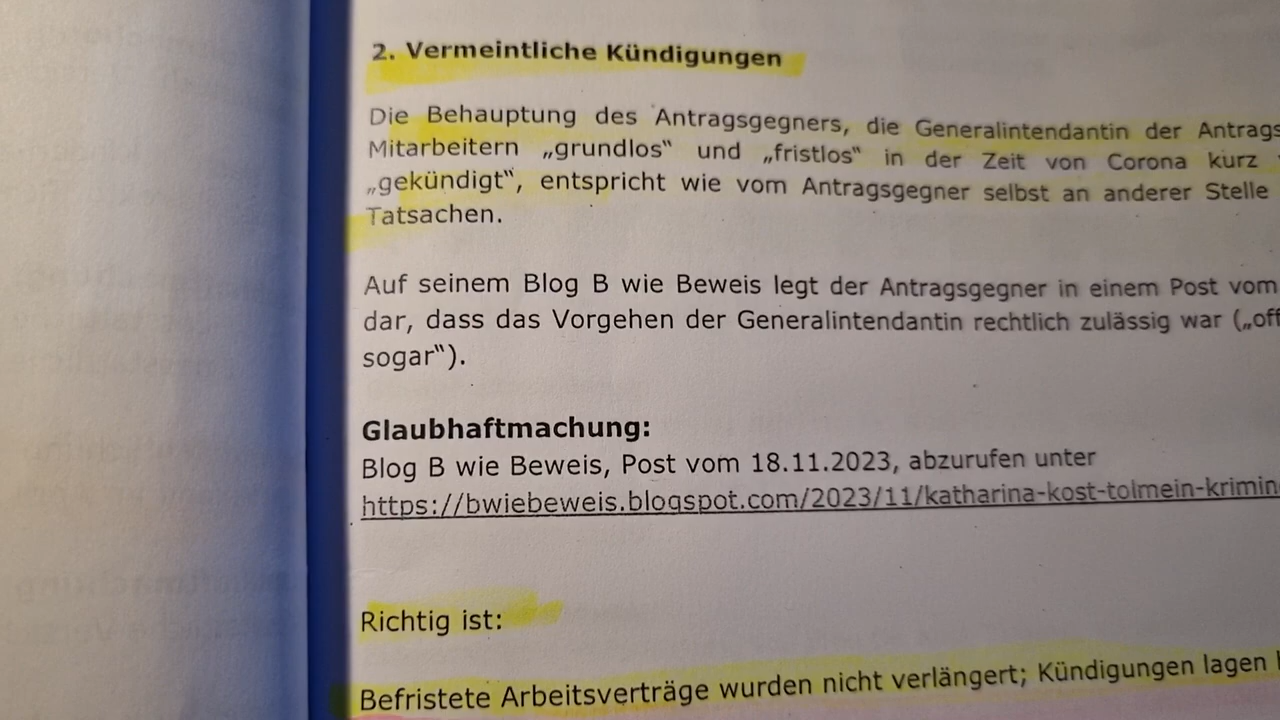 2. Vermeintliche Kündigungen
Die Behauptung des Antragsgegners, die Generalintendantin der Antrags
Mitarbeitern „grundlos“ und „fristlos“ in der Zeit von Corona kurz
„gekündigt“, entspricht wie vom Antragsgegner selbst an anderer Stelle
Tatsachen.
Auf seinem Blog B wie Beweis legt der Antragsgegner in einem Post vom
dar, dass das Vorgehen der Generalintendantin rechtlich zulässig war („off
sogar“).
Glaubhaftmachung:
Blog B wie Beweis, Post vom 18.11.2023, abzurufen unter
https://bwiebeweis.blogspot.com/2023/11/katharina-kost-tolmein-krimin
Richtig ist:
Befristete Arbeitsverträge wurden nicht verlängert; Kündigungen lagen